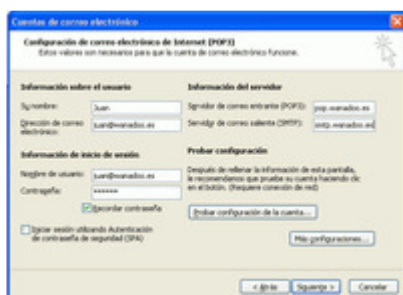 Cuentas de correo electrónico
Configuración de correo electrónico de Internet (POP3)
Estos valores son necesarios para que la cuenta de correo electrónico funcione.
Información sobre el usuario
Su nombre: Juan
Dirección de correo electrónico: juan@wanadoo.es
Información del servidor
Servidor de correo entrante (POP3): pop.wanadoo.es
Servidor de correo saliente (SMTP): smtp.wanadoo.es
Información de inicio de sesión
Nombre de usuario: juan@wanadoo.es
Contraseña: ******
Recordar contraseña
Iniciar sesión utilizando Autenticación
de contraseña de seguridad (SPA)
Probar configuración
Después de rellenar la información de esta pantalla,
le recomendamos que pruebe su cuenta haciendo clic
en el botón. (Requiere conexión de red)
Probar configuración de la cuenta...
Más configuraciones...
< Atrás
Siguiente >
Cancelar